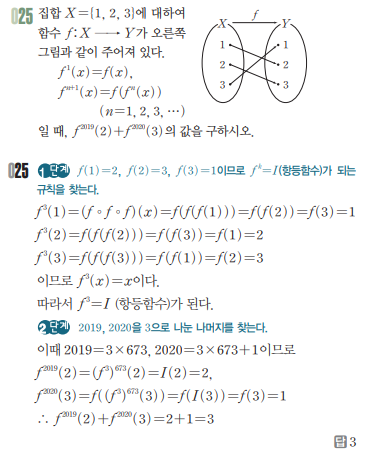 025 집합 X={1, 2, 3}에 대하여
함수 f : X ⟶ Y가 오른쪽
그림과 같이 주어져 있다.
f¹(x)=f(x),
fⁿ⁺¹(x)=f(fⁿ(x))
(n=1, 2, 3, ⋯)
일 때, f²⁰¹⁹(2)+f²⁰²⁰(3)의 값을 구하시오.
X f Y
1 1
2 2
3 3
025 1단계 f(1)=2, f(2)=3, f(3)=1이므로 fᵏ=I(항등함수)가 되는
규칙을 찾는다.
f³(1)=(f∘f∘f)(x)=f(f(f(1)))=f(f(2))=f(3)=1
f³(2)=f(f(f(2)))=f(f(3))=f(1)=2
f³(3)=f(f(f(3)))=f(f(1))=f(2)=3
이므로 f³(x)=x이다.
따라서 f³=I (항등함수)가 된다.
2단계 2019, 2020을 3으로 나눈 나머지를 찾는다.
이때 2019=3×673, 2020=3×673+1이므로
f²⁰¹⁹(2)=(f³)⁶⁷³(2)=I(2)=2,
f²⁰²⁰(3)=f((f³)⁶⁷³(3))=f(I(3))=f(3)=1
∴ f²⁰¹⁹(2)+f²⁰²⁰(3)=2+1=3
답 3